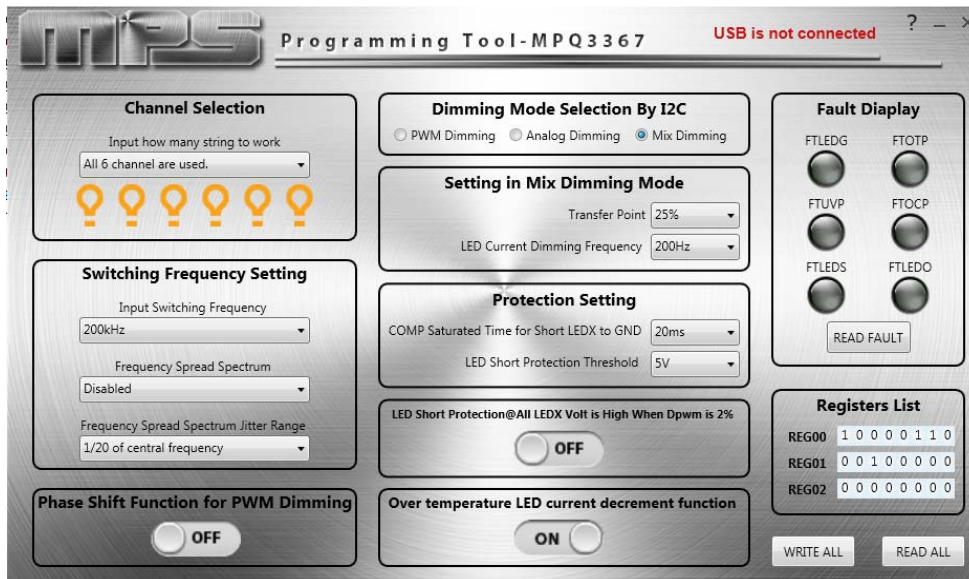 mPS
Programming Tool-MPQ3367
USB is not connected
? – ×
Channel Selection
Input how many string to work
All 6 channel are used.
Switching Frequency Setting
Input Switching Frequency
200kHz
Frequency Spread Spectrum
Disabled
Frequency Spread Spectrum Jitter Range
1/20 of central frequency
Phase Shift Function for PWM Dimming
OFF
Dimming Mode Selection By I2C
PWM Dimming Analog Dimming Mix Dimming
Setting in Mix Dimming Mode
Transfer Point 25%
LED Current Dimming Frequency 200Hz
Protection Setting
COMP Saturated Time for Short LEDX to GND 20ms
LED Short Protection Threshold 5V
LED Short Protection@All LEDX Volt is High When Dpwm is 2%
OFF
Over temperature LED current decrement function
ON
Fault Diaplay
FTLEDG FTOTP
FTUVP FTOCP
FTLEDS FTLEDO
READ FAULT
Registers List
REG00 1 0 0 0 0 1 1 0
REG01 0 0 1 0 0 0 0 0
REG02 0 0 0 0 0 0 0 0
WRITE ALL READ ALL